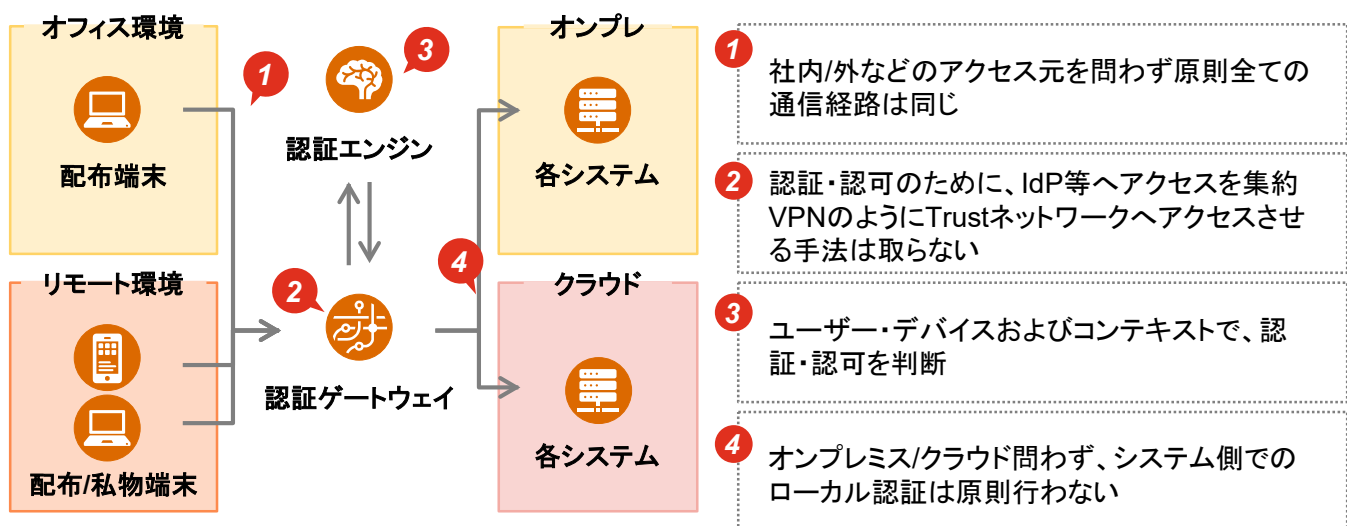 オフィス環境
配布端末
リモート環境
配布/私物端末
1
3
認証エンジン
2
認証ゲートウェイ
4
オンプレ
各システム
クラウド
各システム
1
社内/外などのアクセス元を問わず原則全ての
通信経路は同じ
2
認証・認可のために、IdP等へアクセスを集約
VPNのようにTrustネットワークへアクセスさせ
る手法は取らない
3
ユーザー・デバイスおよびコンテキストで、認
証・認可を判断
4
オンプレミス/クラウド問わず、システム側での
ローカル認証は原則行わない